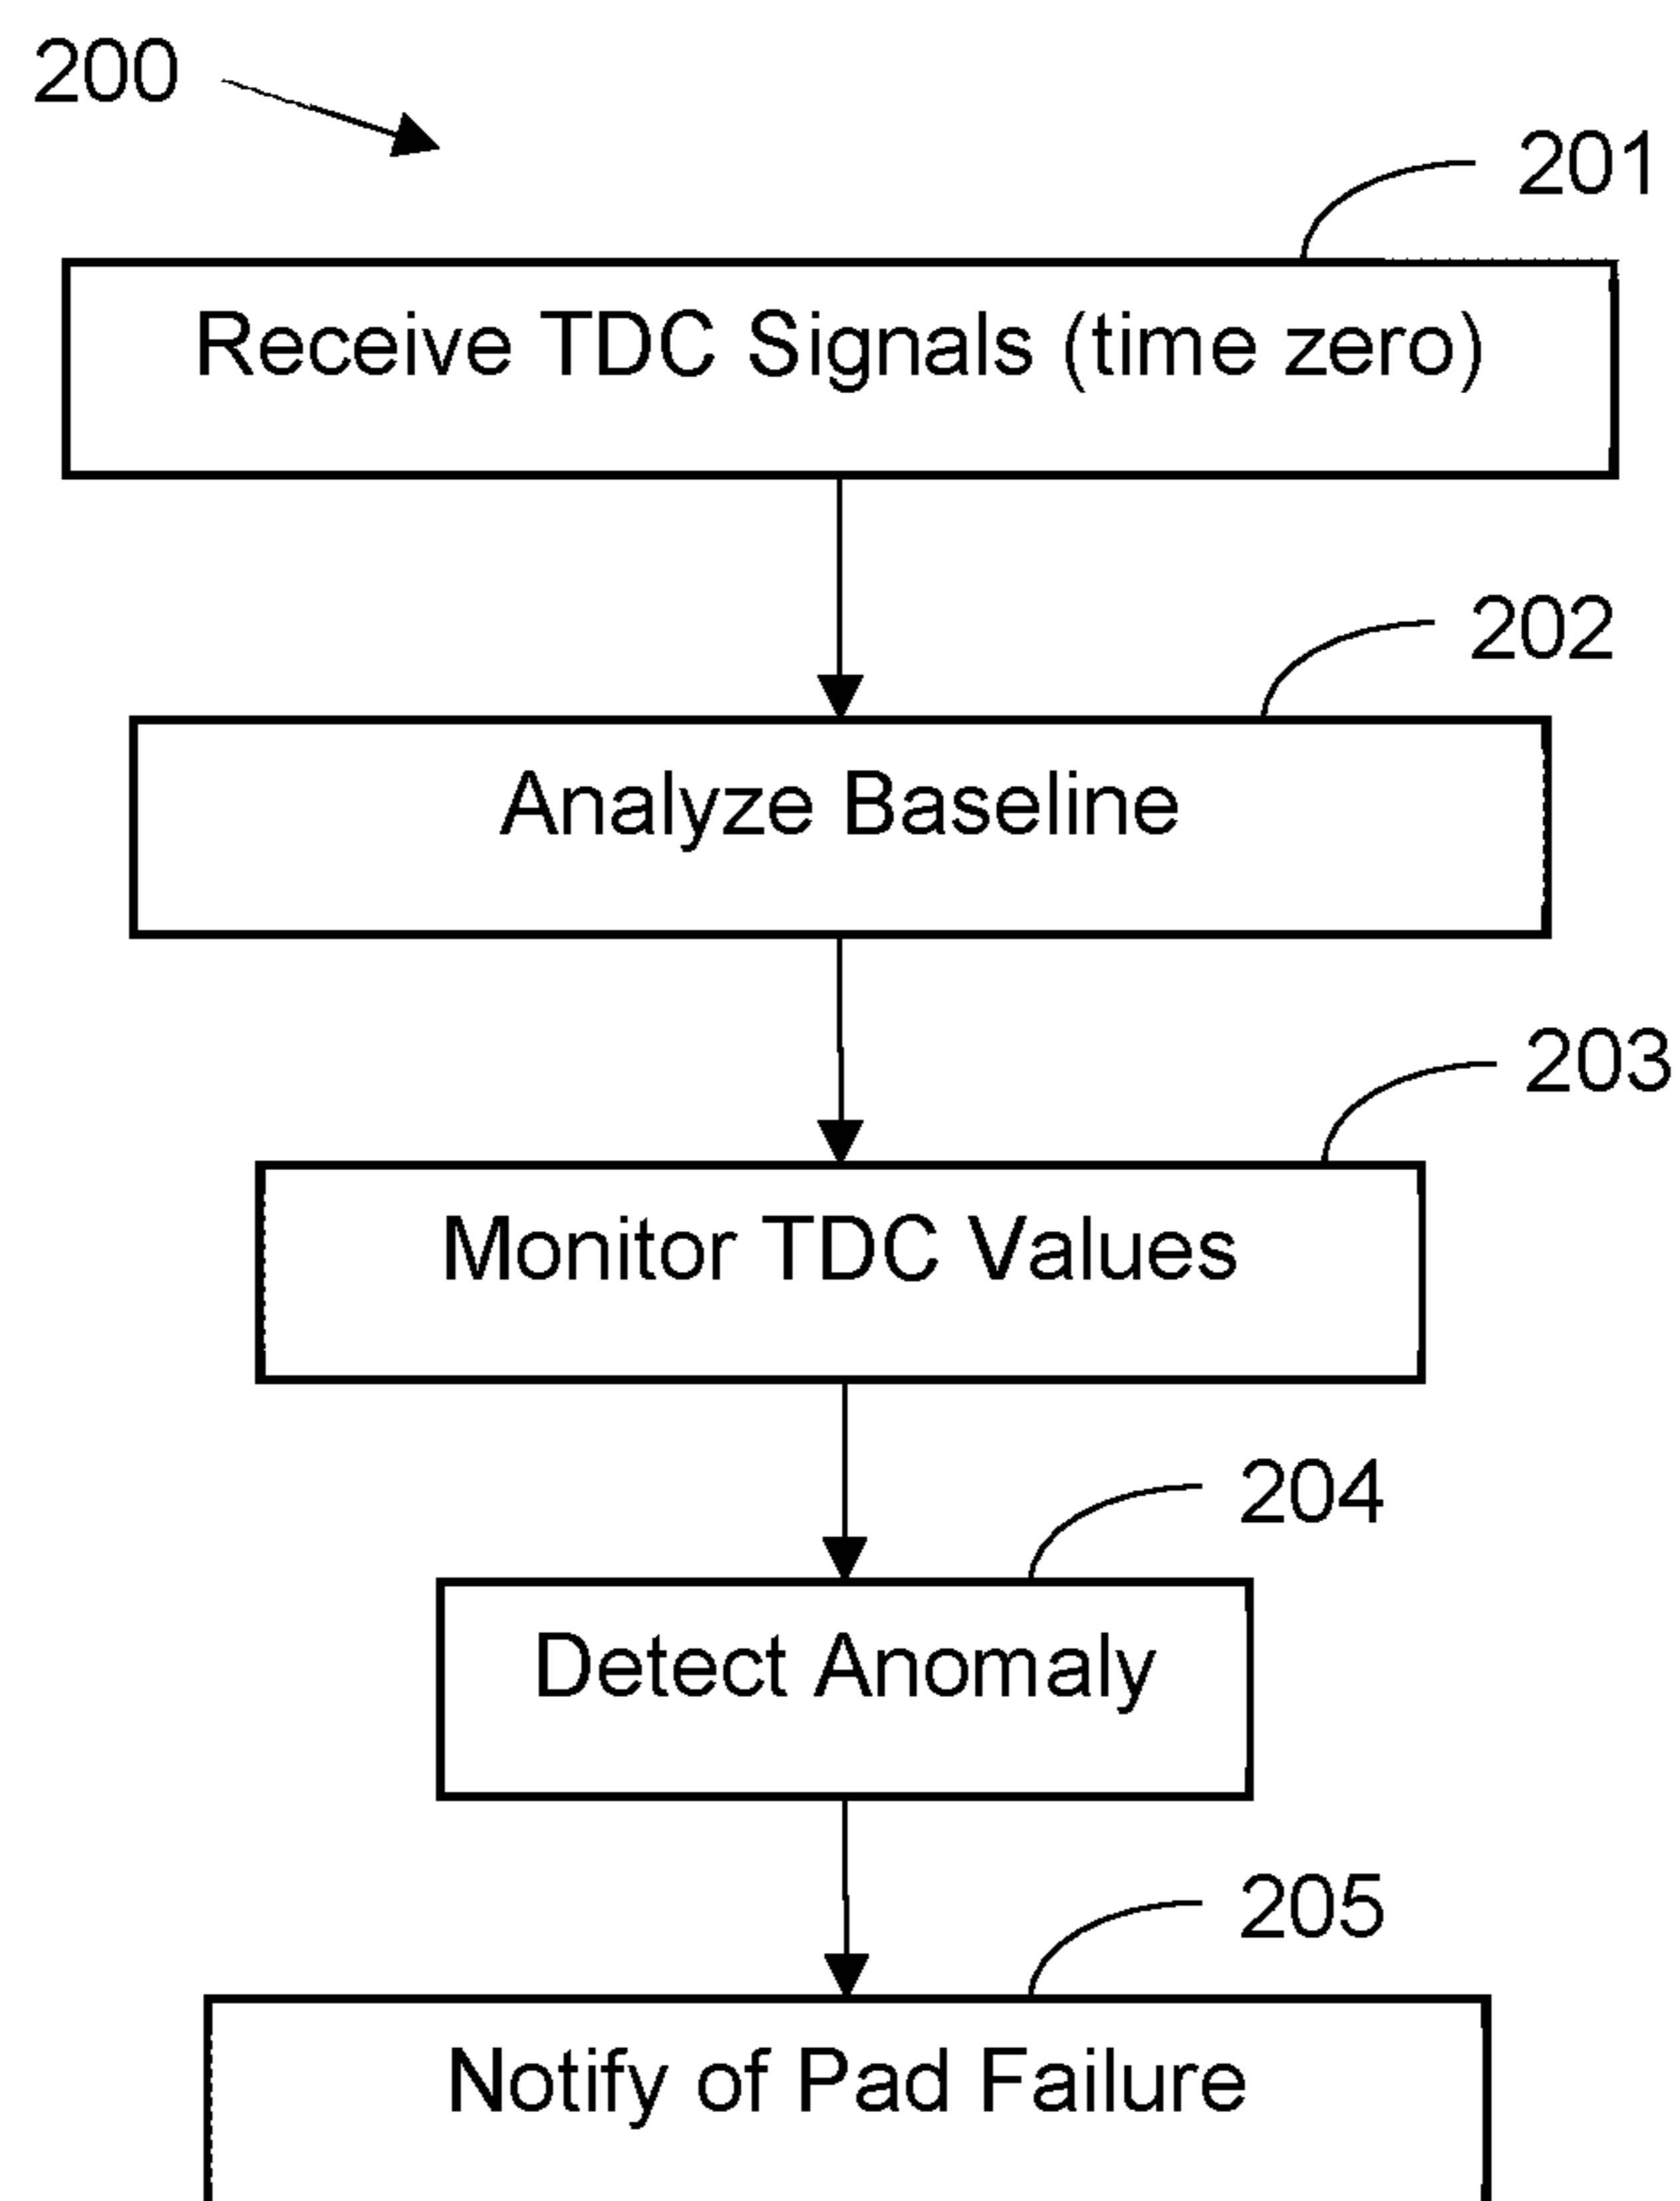 200
201
Receive TDC Signals (time zero)
202
Analyze Baseline
203
Monitor TDC Values
204
Detect Anomaly
205
Notify of Pad Failure